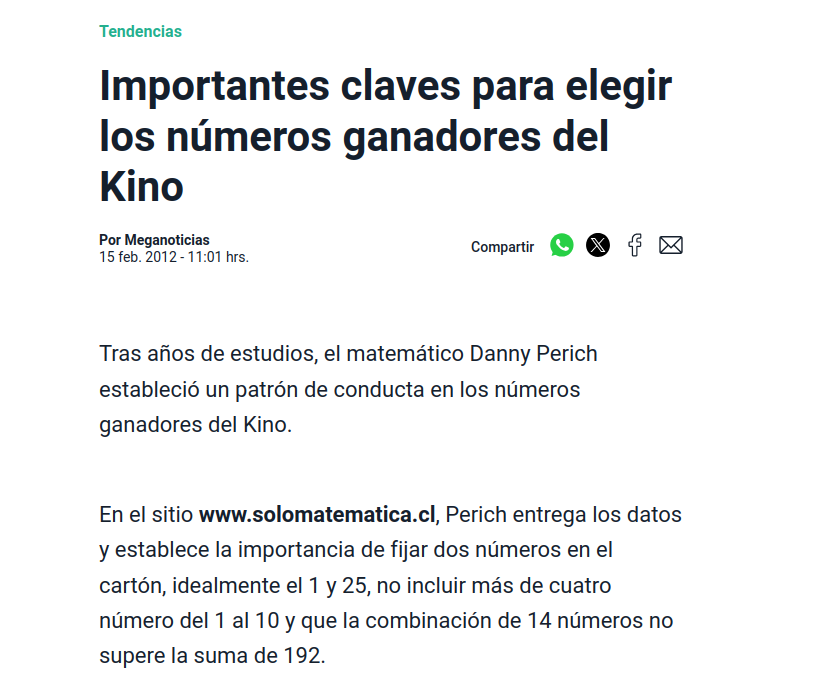 Tendencias
Importantes claves para elegir
los números ganadores del
Kino
Por Meganoticias
15 feb. 2012 - 11:01 hrs.
Compartir
Tras años de estudios, el matemático Danny Perich
estableció un patrón de conducta en los números
ganadores del Kino.
En el sitio www.solomatematica.cl, Perich entrega los datos
y establece la importancia de fijar dos números en el
cartón, idealmente el 1 y 25, no incluir más de cuatro
número del 1 al 10 y que la combinación de 14 números no
supere la suma de 192.